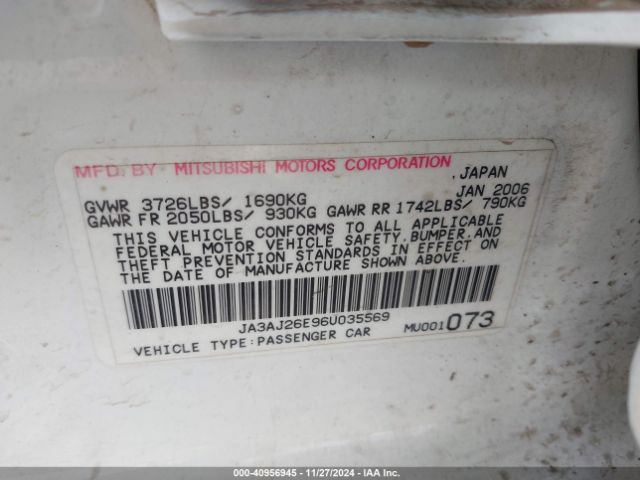 MFD. BY MITSUBISHI MOTORS CORPORATION
, JAPAN
JAN 2006
GVWR 3726LBS/ 1690KG
GAWR FR 2050LBS/ 930KG GAWR RR 1742LBS/ 790KG
THIS VEHICLE CONFORMS TO ALL APPLICABLE
FEDERAL MOTOR VEHICLE SAFETY,BUMPER,AND
THEFT PREVENTION STANDARDS IN EFFECT ON
THE DATE OF MANUFACTURE SHOWN ABOVE.
JA3AJ26E96U035569
VEHICLE TYPE:PASSENGER CAR MU001073
000-40956945 - 11/27/2024 - IAA Inc.